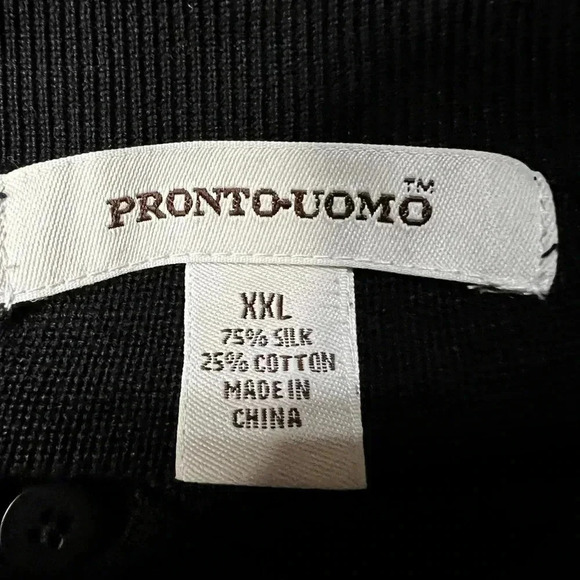 PRONTO-UOMO™
XXL
75% SILK
25% COTTON
MADE IN
CHINA